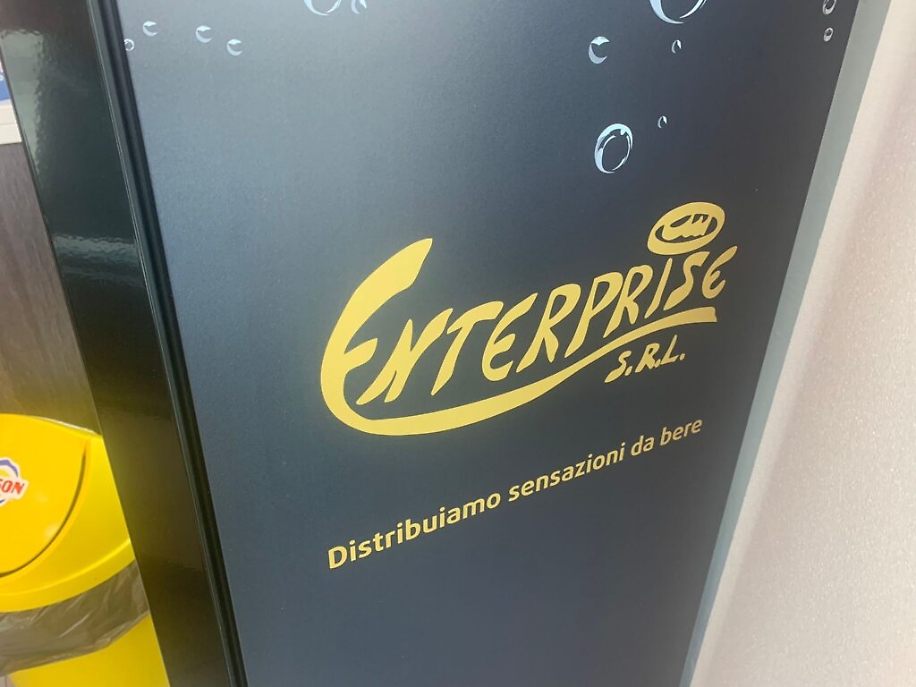 ENTERPRISE
S.R.L.
Distribuiamo sensazioni da bere